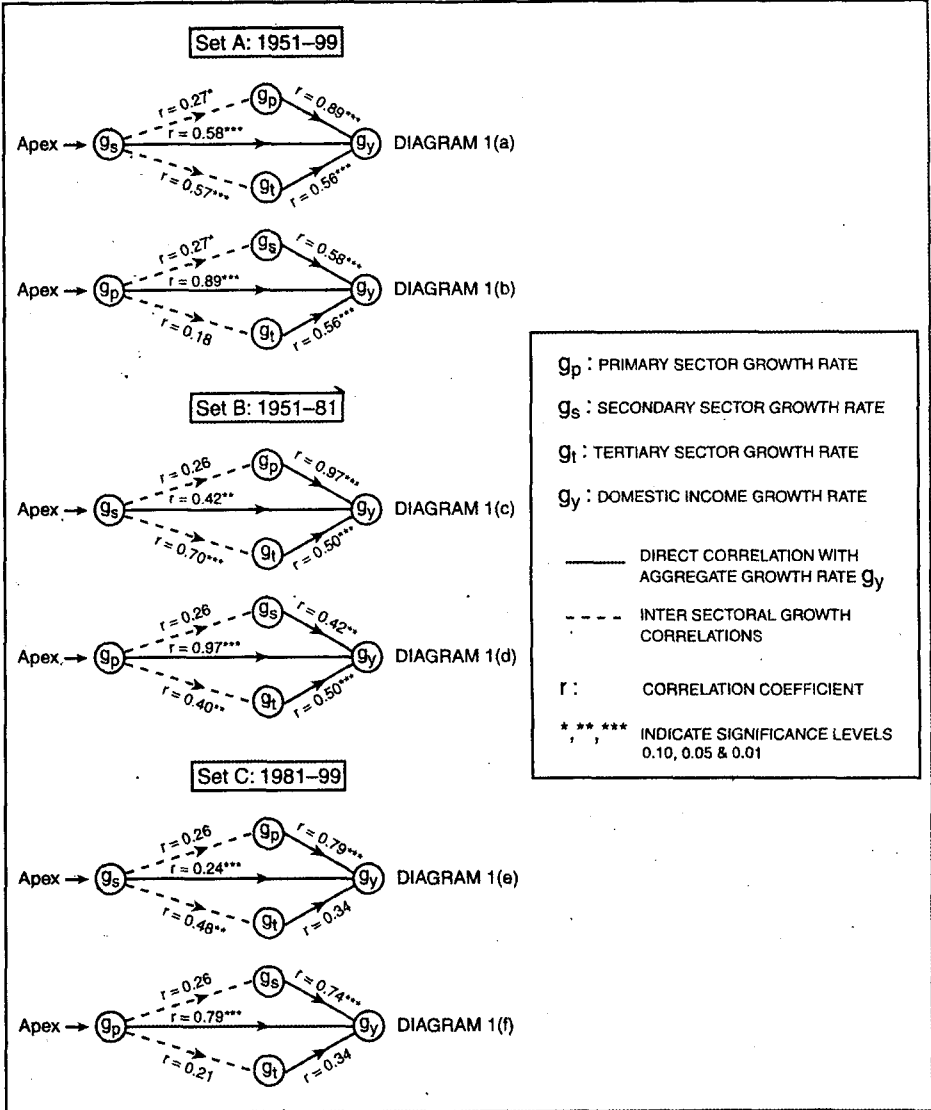 Set A: 1951–99
r = 0.27*
gp
r = 0.89***
Apex → gs
r = 0.58***
gy
DIAGRAM 1(a)
r = 0.57***
gt
r = 0.56***
r = 0.27*
gs
r = 0.58***
Apex → gp
r = 0.89***
gy
DIAGRAM 1(b)
r = 0.18
gt
r = 0.56***
Set B: 1951–81
r = 0.26
gp
r = 0.97***
Apex → gs
r = 0.42**
gy
DIAGRAM 1(c)
r = 0.70***
gt
r = 0.50***
r = 0.26
gs
r = 0.42**
Apex → gp
r = 0.97***
gy
DIAGRAM 1(d)
r = 0.40**
gt
r = 0.50***
Set C: 1981–99
r = 0.26
gp
r = 0.79***
Apex → gs
r = 0.24***
gy
DIAGRAM 1(e)
r = 0.48**
gt
r = 0.34
r = 0.26
gs
r = 0.74***
Apex → gp
r = 0.79***
gy
DIAGRAM 1(f)
r = 0.21
gt
r = 0.34
gp : PRIMARY SECTOR GROWTH RATE
gs : SECONDARY SECTOR GROWTH RATE
gt : TERTIARY SECTOR GROWTH RATE
gy : DOMESTIC INCOME GROWTH RATE
DIRECT CORRELATION WITH
AGGREGATE GROWTH RATE gy
INTER SECTORAL GROWTH
CORRELATIONS
r : CORRELATION COEFFICIENT
*,**,*** INDICATE SIGNIFICANCE LEVELS
0.10, 0.05 & 0.01